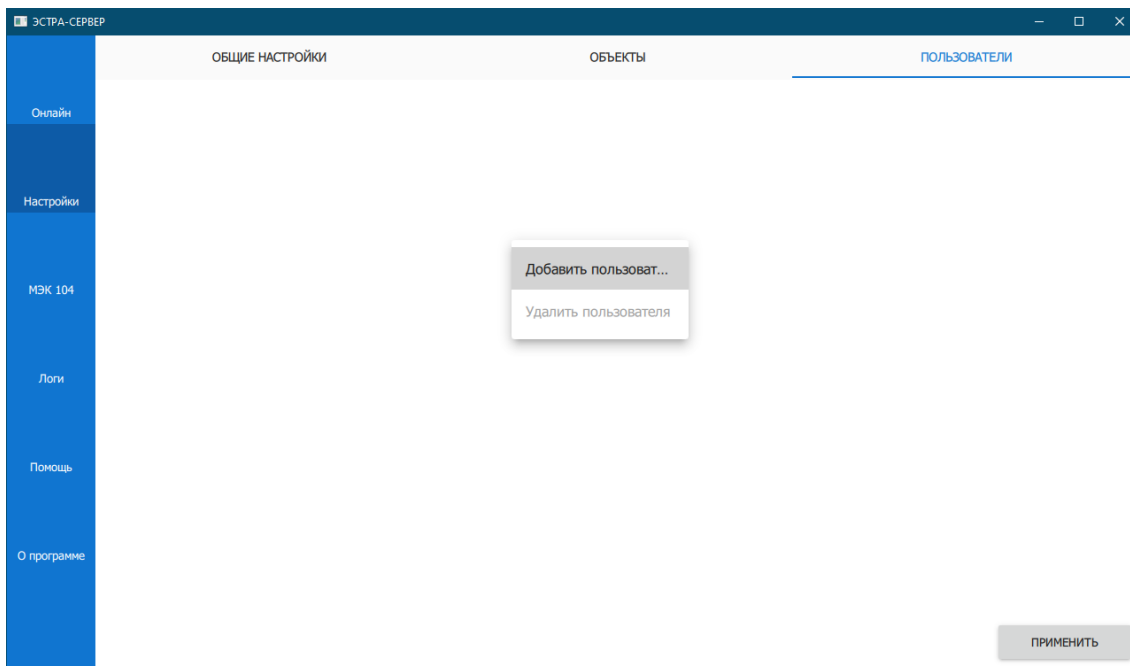 ЭСТРА-СЕРВЕР
ОБЩИЕ НАСТРОЙКИ
ОБЪЕКТЫ
ПОЛЬЗОВАТЕЛИ
Онлайн
Настройки
МЭК 104
Логи
Помощь
О программе
Добавить пользоват...
Удалить пользователя
ПРИМЕНИТЬ